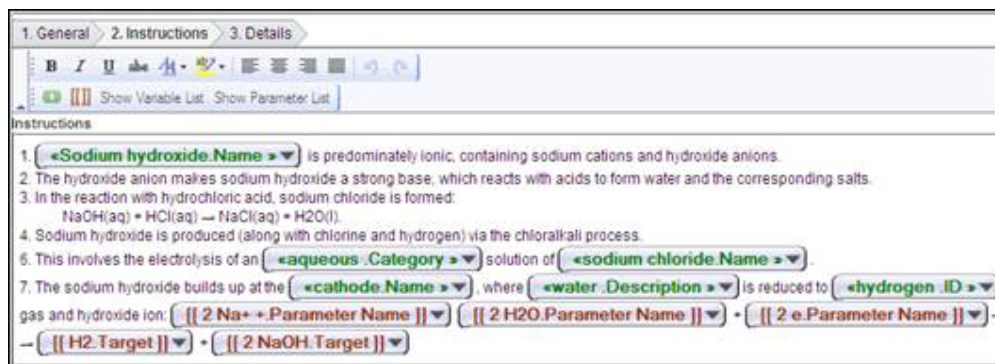 1. General 2. Instructions 3. Details
B I U abc A ab
Show Variable List Show Parameter List
Instructions
1. «Sodium hydroxide.Name » is predominately ionic, containing sodium cations and hydroxide anions.
2. The hydroxide anion makes sodium hydroxide a strong base, which reacts with acids to form water and the corresponding salts.
3. In the reaction with hydrochloric acid, sodium chloride is formed:
NaOH(aq) + HCl(aq) → NaCl(aq) + H2O(l).
4. Sodium hydroxide is produced (along with chlorine and hydrogen) via the chloralkali process.
6. This involves the electrolysis of an «aqueous .Category » solution of «sodium chloride.Name » .
7. The sodium hydroxide builds up at the «cathode.Name » , where «water .Description » is reduced to «hydrogen .ID »
gas and hydroxide ion: [[ 2 Na+ +.Parameter Name ]] [[ 2 H2O.Parameter Name ]] + [[ 2 e.Parameter Name ]]
→ [[ H2.Target ]] + [[ 2 NaOH.Target ]]